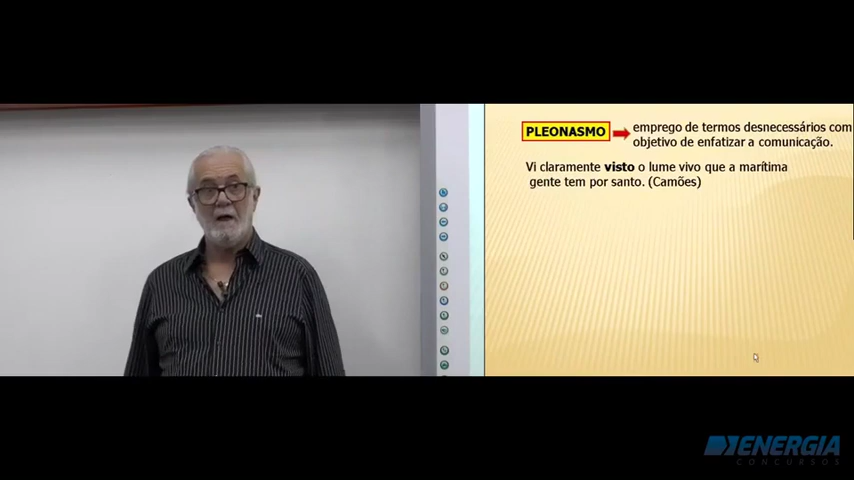 PLEONASMO
emprego de termos desnecessários com
objetivo de enfatizar a comunicação.
Vi claramente visto o lume vivo que a marítima
gente tem por santo. (Camões)
ENERGIA
CONCURSOS